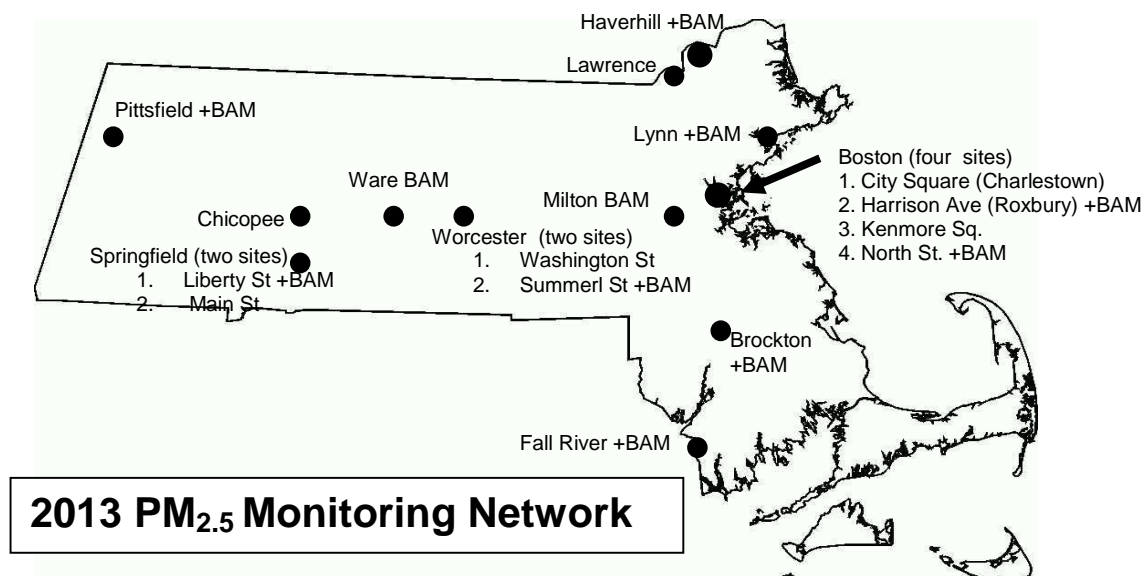 Haverhill +BAM
Lawrence
Pittsfield +BAM
Lynn +BAM
Boston (four sites)
1. City Square (Charlestown)
2. Harrison Ave (Roxbury) +BAM
3. Kenmore Sq.
4. North St. +BAM
Ware BAM
Milton BAM
Chicopee
Worcester (two sites)
1. Washington St
2. Summerl St +BAM
Springfield (two sites)
1. Liberty St +BAM
2. Main St
Brockton
+BAM
Fall River +BAM
2013 PM2.5 Monitoring Network